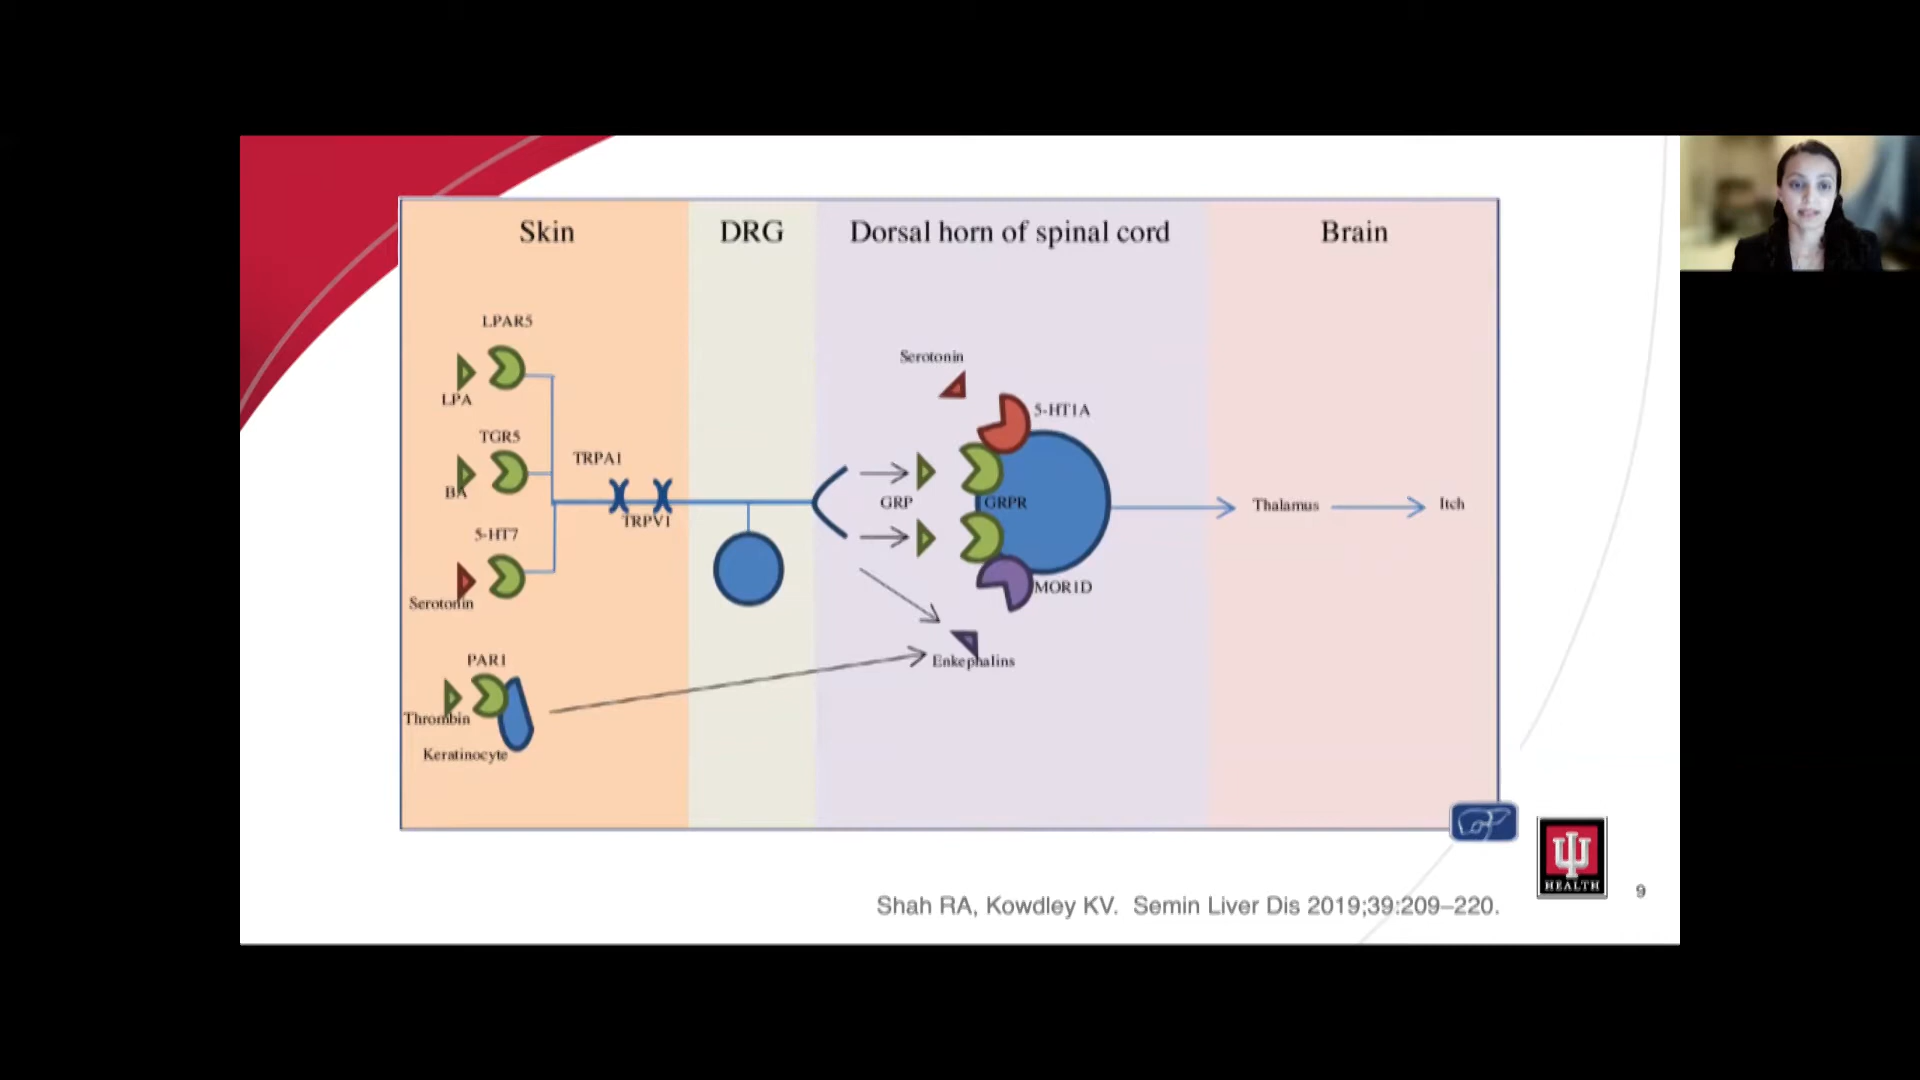 Skin
DRG
Dorsal horn of spinal cord
Brain
LPAR5
LPA
TGR5
BA
TRPA1
TRPV1
5-HT7
Serotonin
PAR1
Thrombin
Keratinocyte
Serotonin
5-HT1A
GRP
GRPR
MOR1D
Enkephalins
Thalamus
Itch
HEALTH
9
Shah RA, Kowdley KV. Semin Liver Dis 2019;39:209–220.